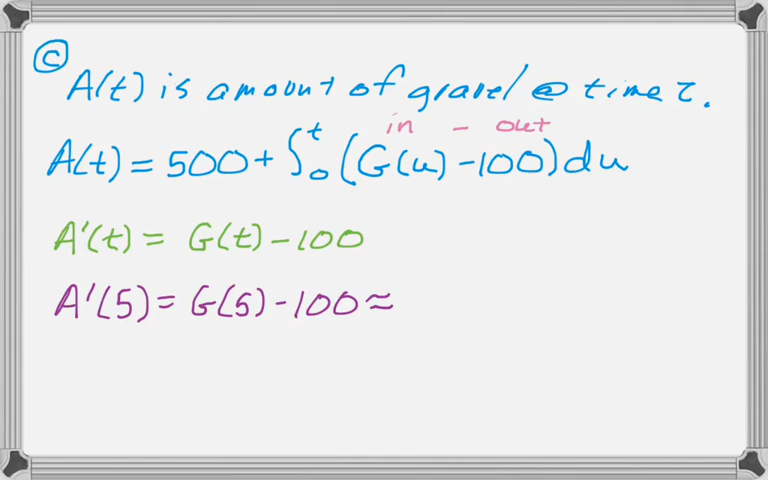 ⓒ
A(t) is amount of gravel @ time t.
in - out
A(t) = 500 + ∫₀ᵗ (G(u) - 100) du
A'(t) = G(t) - 100
A'(5) = G(5) - 100 ≈